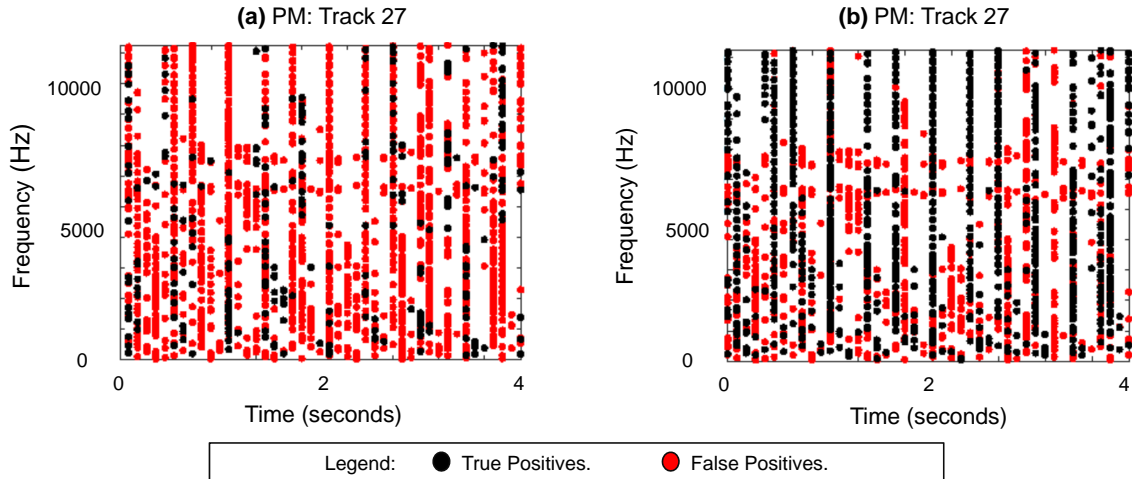 (a) PM: Track 27
Frequency (Hz)
10000
5000
0
0 2 4
Time (seconds)
(b) PM: Track 27
Frequency (Hz)
10000
5000
0
0 2 4
Time (seconds)
Legend: True Positives. False Positives.